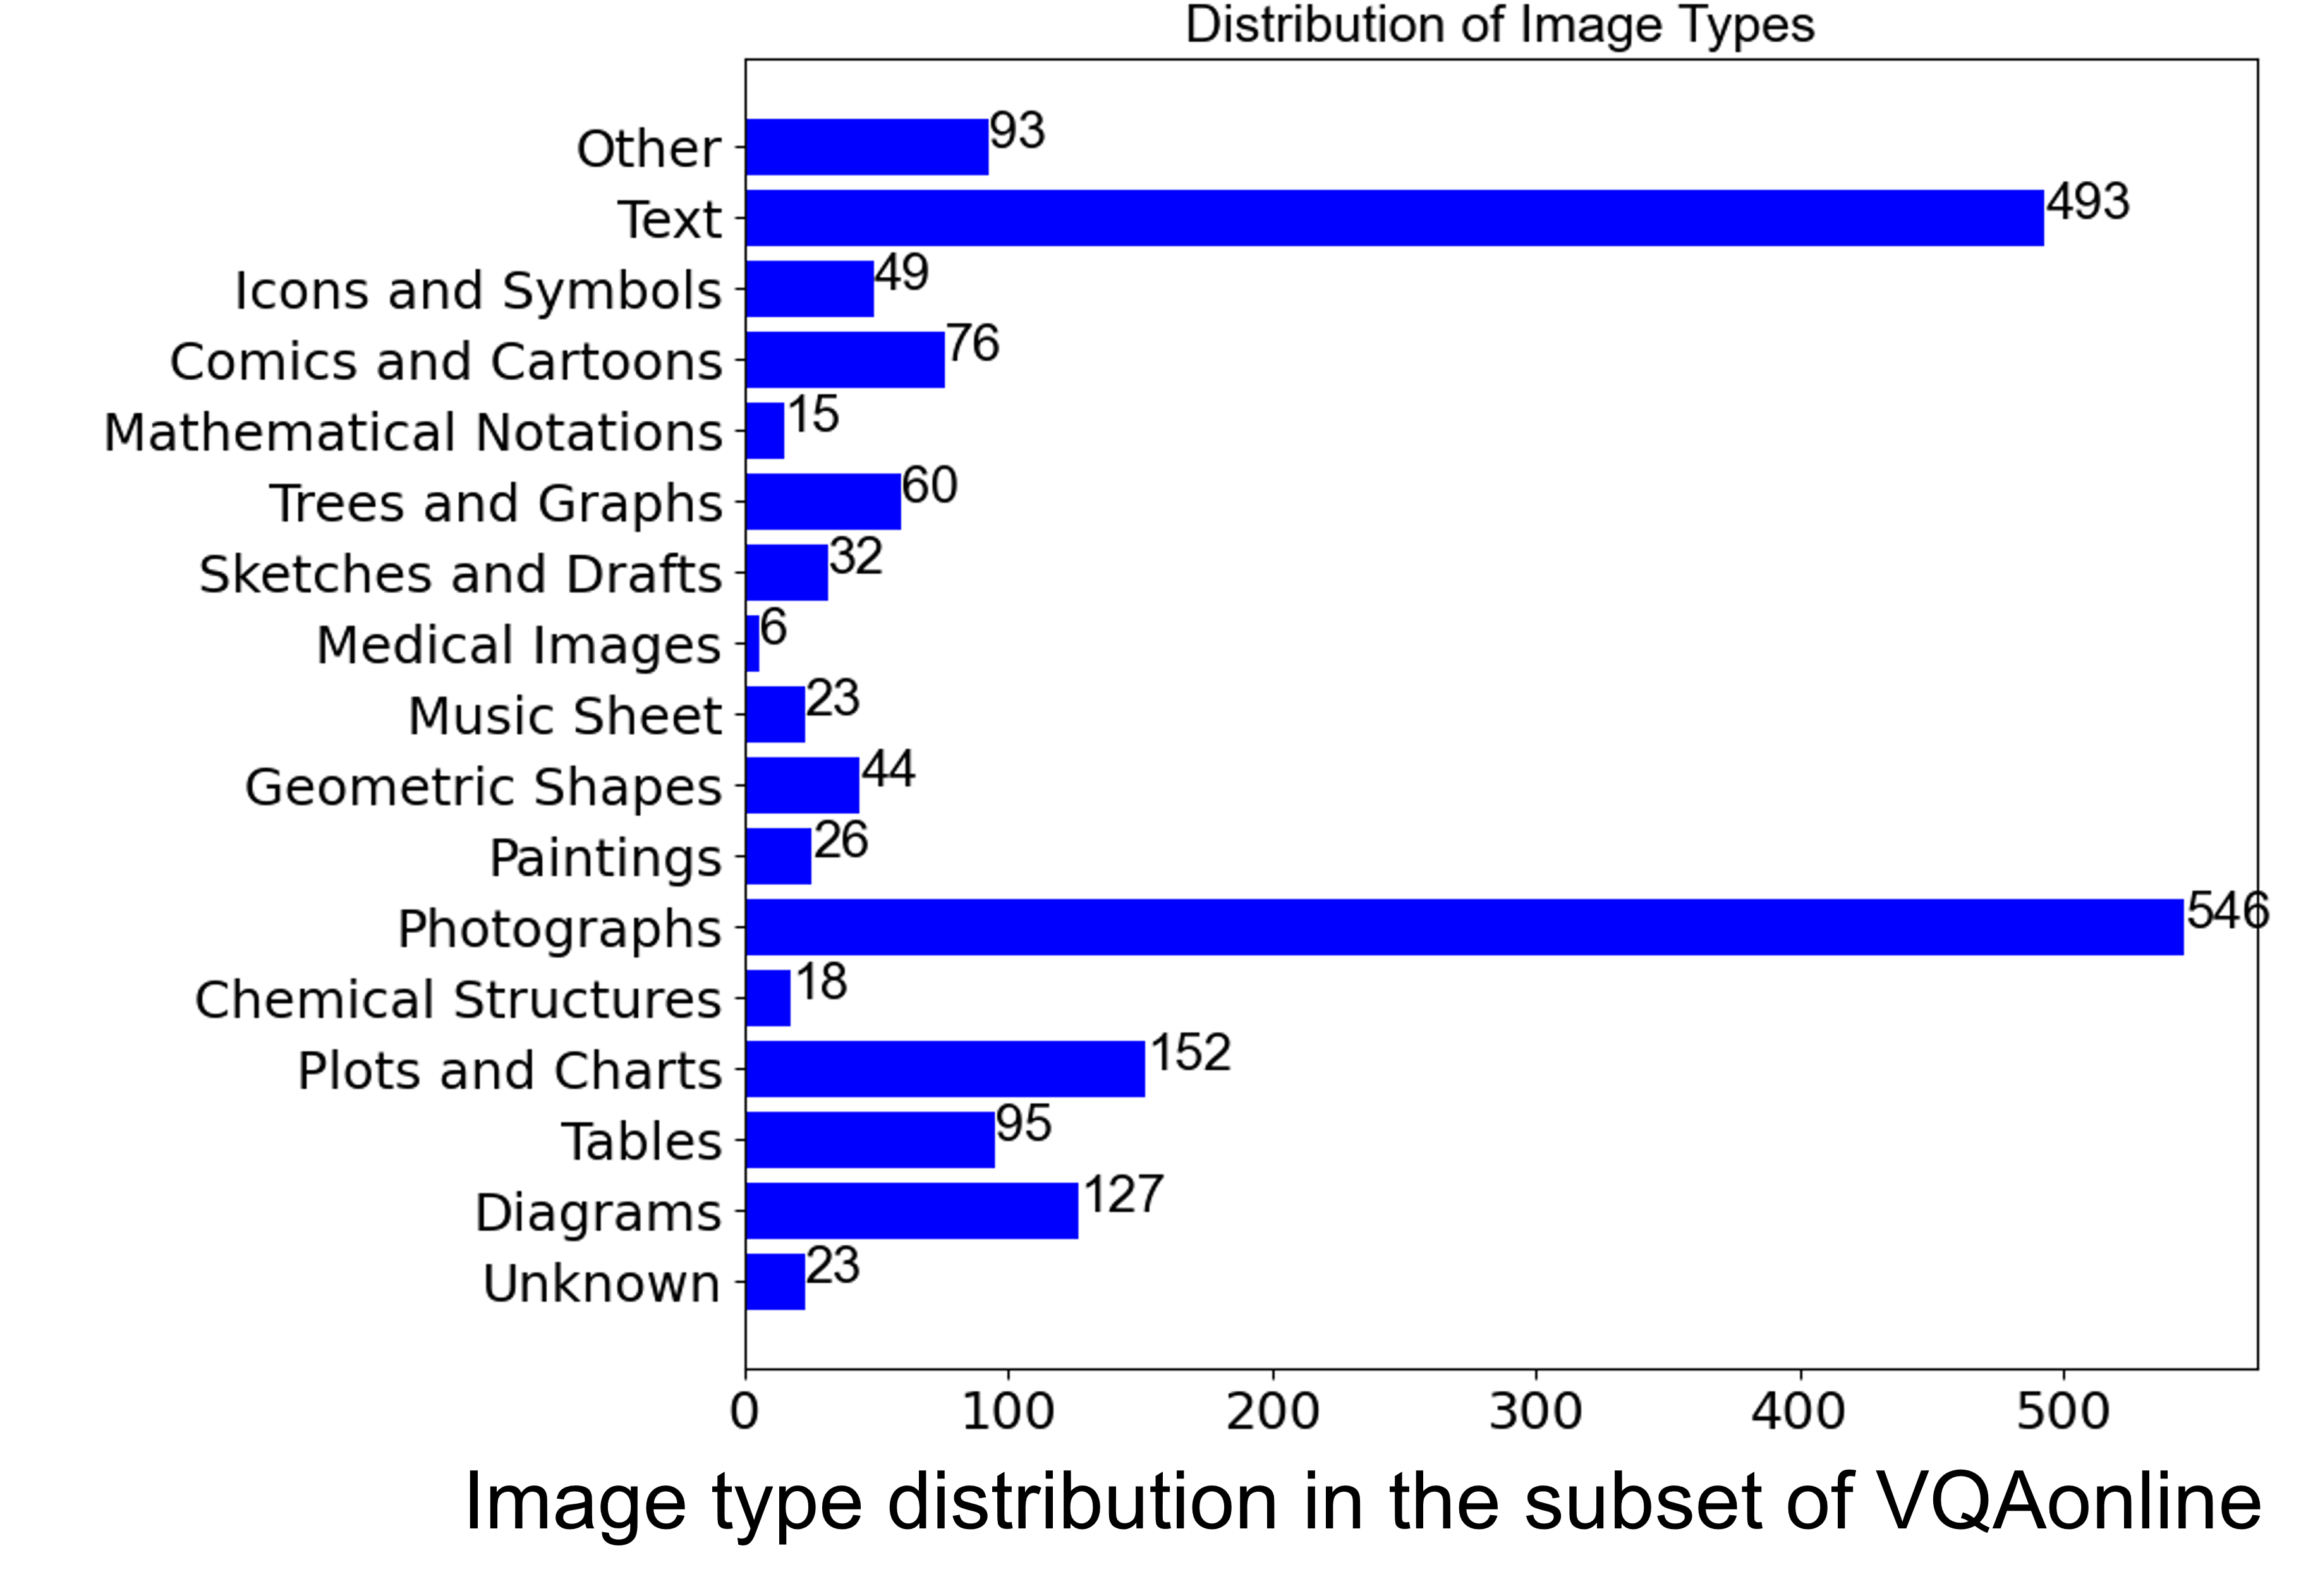 Distribution of Image Types
Other 93
Text 493
Icons and Symbols 49
Comics and Cartoons 76
Mathematical Notations 15
Trees and Graphs 60
Sketches and Drafts 32
Medical Images 6
Music Sheet 23
Geometric Shapes 44
Paintings 26
Photographs 546
Chemical Structures 18
Plots and Charts 152
Tables 95
Diagrams 127
Unknown 23
0 100 200 300 400 500
Image type distribution in the subset of VQAonline